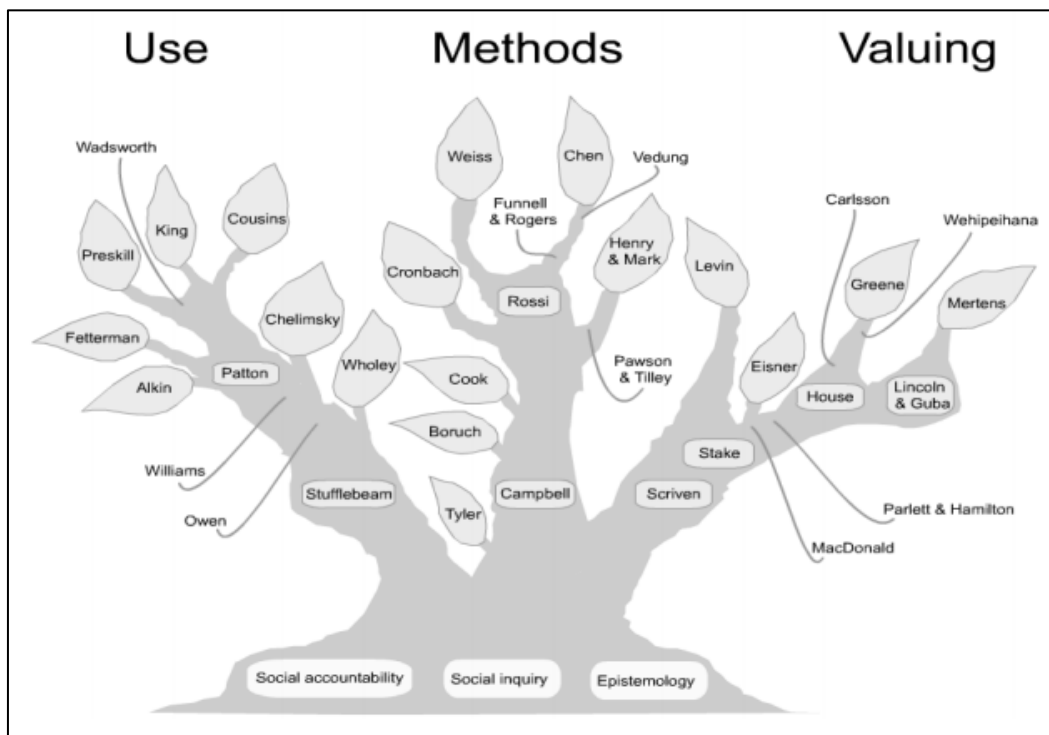 Use
Methods
Valuing
Wadsworth
King
Cousins
Preskill
Fetterman
Alkin
Chelimsky
Wholey
Patton
Williams
Owen
Stufflebeam
Weiss
Chen
Vedung
Funnell
& Rogers
Henry
& Mark
Cronbach
Rossi
Pawson
& Tilley
Cook
Boruch
Tyler
Campbell
Levin
Carlsson
Wehipeihana
Greene
Mertens
Eisner
House
Lincoln
& Guba
Stake
Scriven
Parlett & Hamilton
MacDonald
Social accountability
Social inquiry
Epistemology